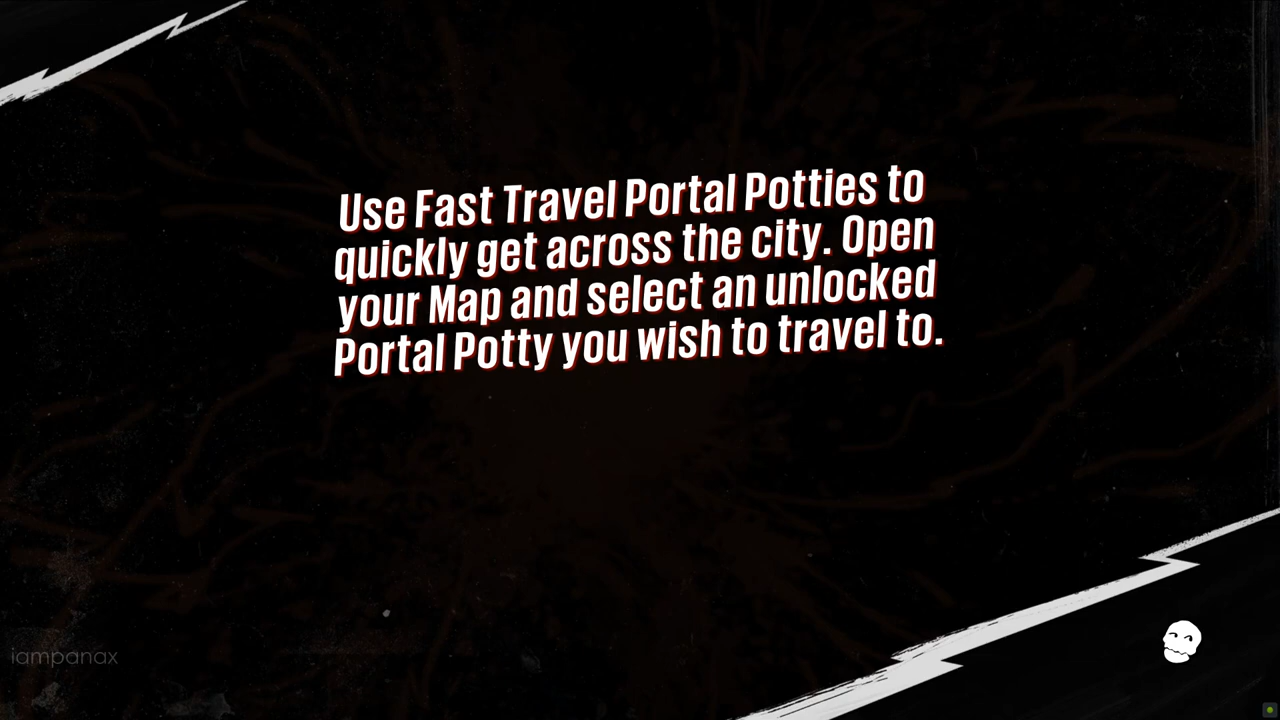 Use Fast Travel Portal Potties to
quickly get across the city. Open
your Map and select an unlocked
Portal Potty you wish to travel to.
iampanax